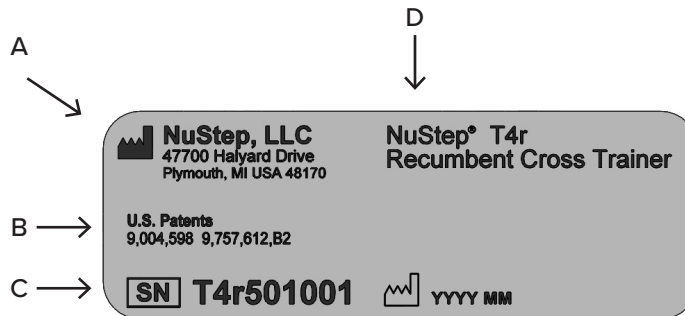 A
D
NuStep, LLC
47700 Halyard Drive
Plymouth, MI USA 48170
NuStep® T4r
Recumbent Cross Trainer
B
U.S. Patents
9,004,598 9,757,612,B2
C
SN T4r501001
YYYY MM